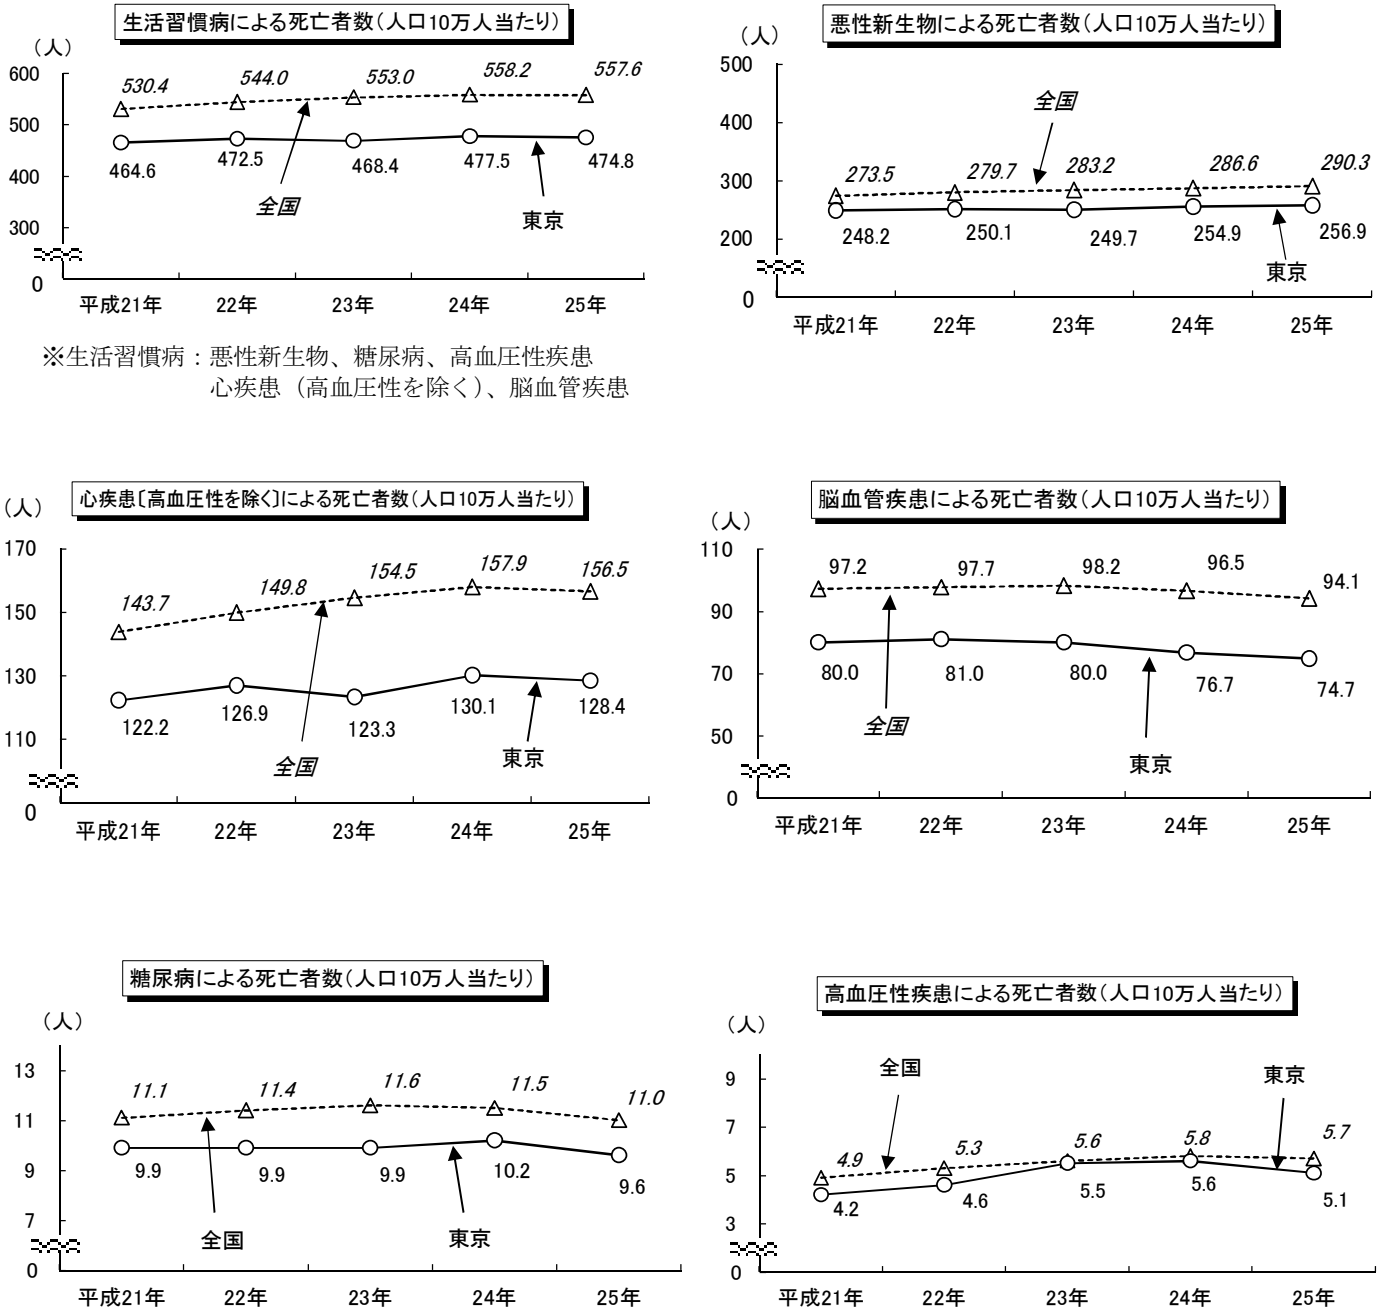 生活習慣病による死亡者数(人口10万人当たり)
(人)
600
500
400
300
0
530.4
544.0
553.0
558.2
557.6
464.6
472.5
468.4
477.5
474.8
全国
東京
平成21年
22年
23年
24年
25年
※生活習慣病:悪性新生物、糖尿病、高血圧性疾患
心疾患(高血圧性を除く)、脳血管疾患
悪性新生物による死亡者数(人口10万人当たり)
(人)
500
400
300
200
0
全国
273.5
279.7
283.2
286.6
290.3
248.2
250.1
249.7
254.9
256.9
東京
平成21年
22年
23年
24年
25年
心疾患〔高血圧性を除く〕による死亡者数(人口10万人当たり)
(人)
170
150
130
110
0
143.7
149.8
154.5
157.9
156.5
122.2
126.9
123.3
130.1
128.4
全国
東京
平成21年
22年
23年
24年
25年
脳血管疾患による死亡者数(人口10万人当たり)
(人)
110
90
70
50
0
97.2
97.7
98.2
96.5
94.1
80.0
81.0
80.0
76.7
74.7
全国
東京
平成21年
22年
23年
24年
25年
糖尿病による死亡者数(人口10万人当たり)
(人)
13
11
9
7
0
11.1
11.4
11.6
11.5
11.0
9.9
9.9
9.9
10.2
9.6
全国
東京
平成21年
22年
23年
24年
25年
高血圧性疾患による死亡者数(人口10万人当たり)
(人)
9
7
5
3
0
全国
東京
4.9
5.3
5.6
5.8
5.7
4.2
4.6
5.5
5.6
5.1
平成21年
22年
23年
24年
25年